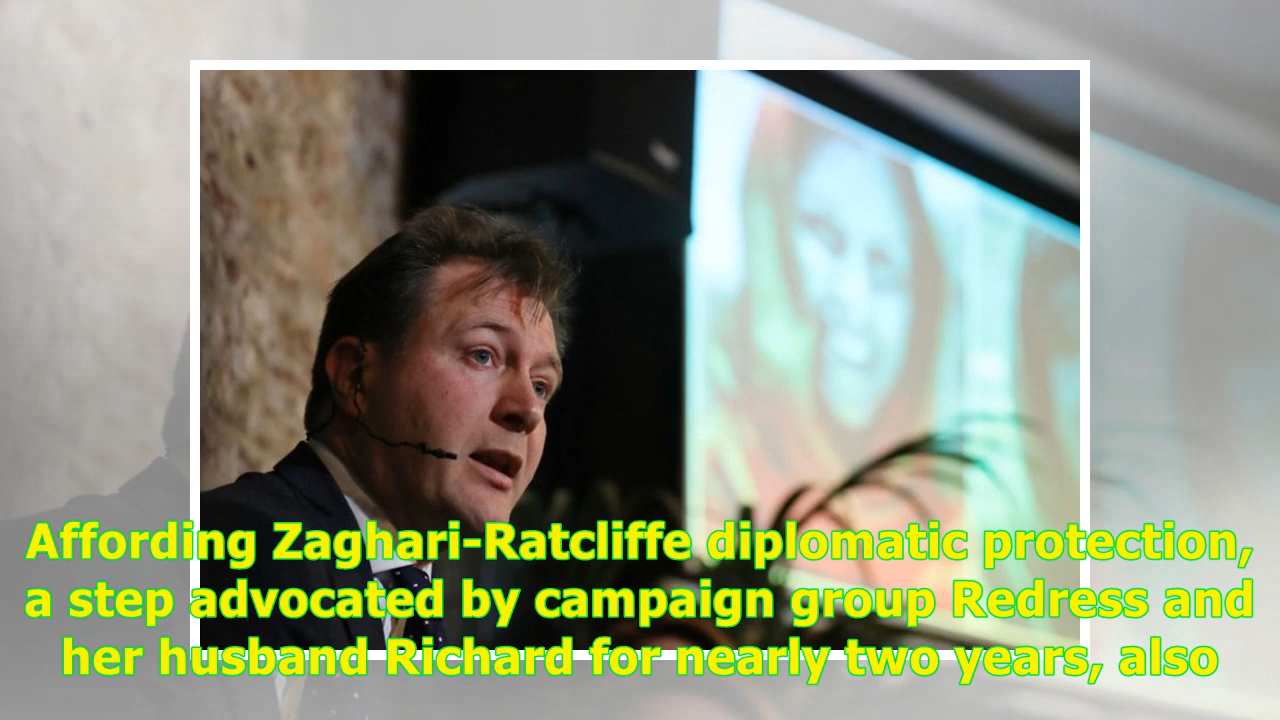 Affording Zaghari-Ratcliffe diplomatic protection,
a step advocated by campaign group Redress and
her husband Richard for nearly two years, also